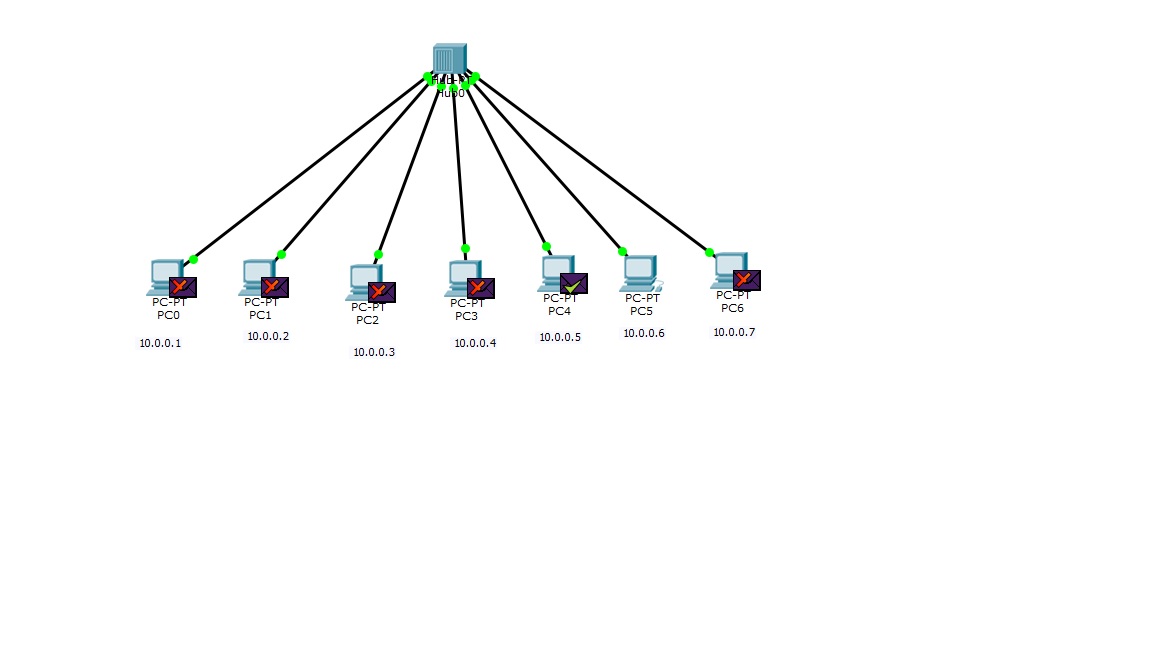 Hub-PT
Hub0
PC-PT
PC0
10.0.0.1
PC-PT
PC1
10.0.0.2
PC-PT
PC2
10.0.0.3
PC-PT
PC3
10.0.0.4
PC-PT
PC4
10.0.0.5
PC-PT
PC5
10.0.0.6
PC-PT
PC6
10.0.0.7